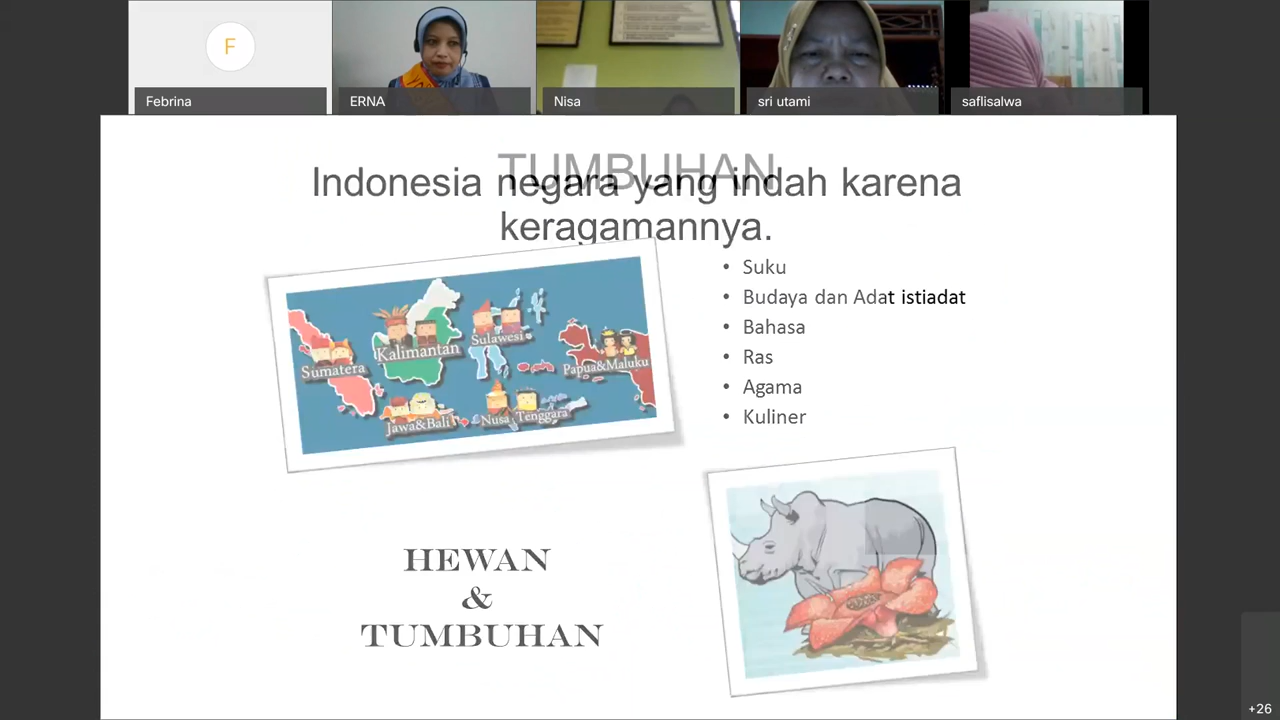 F
Febrina
ERNA
Nisa
sri utami
saflisalwa
TUMBUHAN
Indonesia negara yang indah karena
keragamannya.
• Suku
• Budaya dan Adat istiadat
• Bahasa
• Ras
• Agama
• Kuliner
Sumatera
Kalimantan
Sulawesi
Papua&Maluku
Jawa&Bali
Nusa Tenggara
HEWAN
&
TUMBUHAN
+26